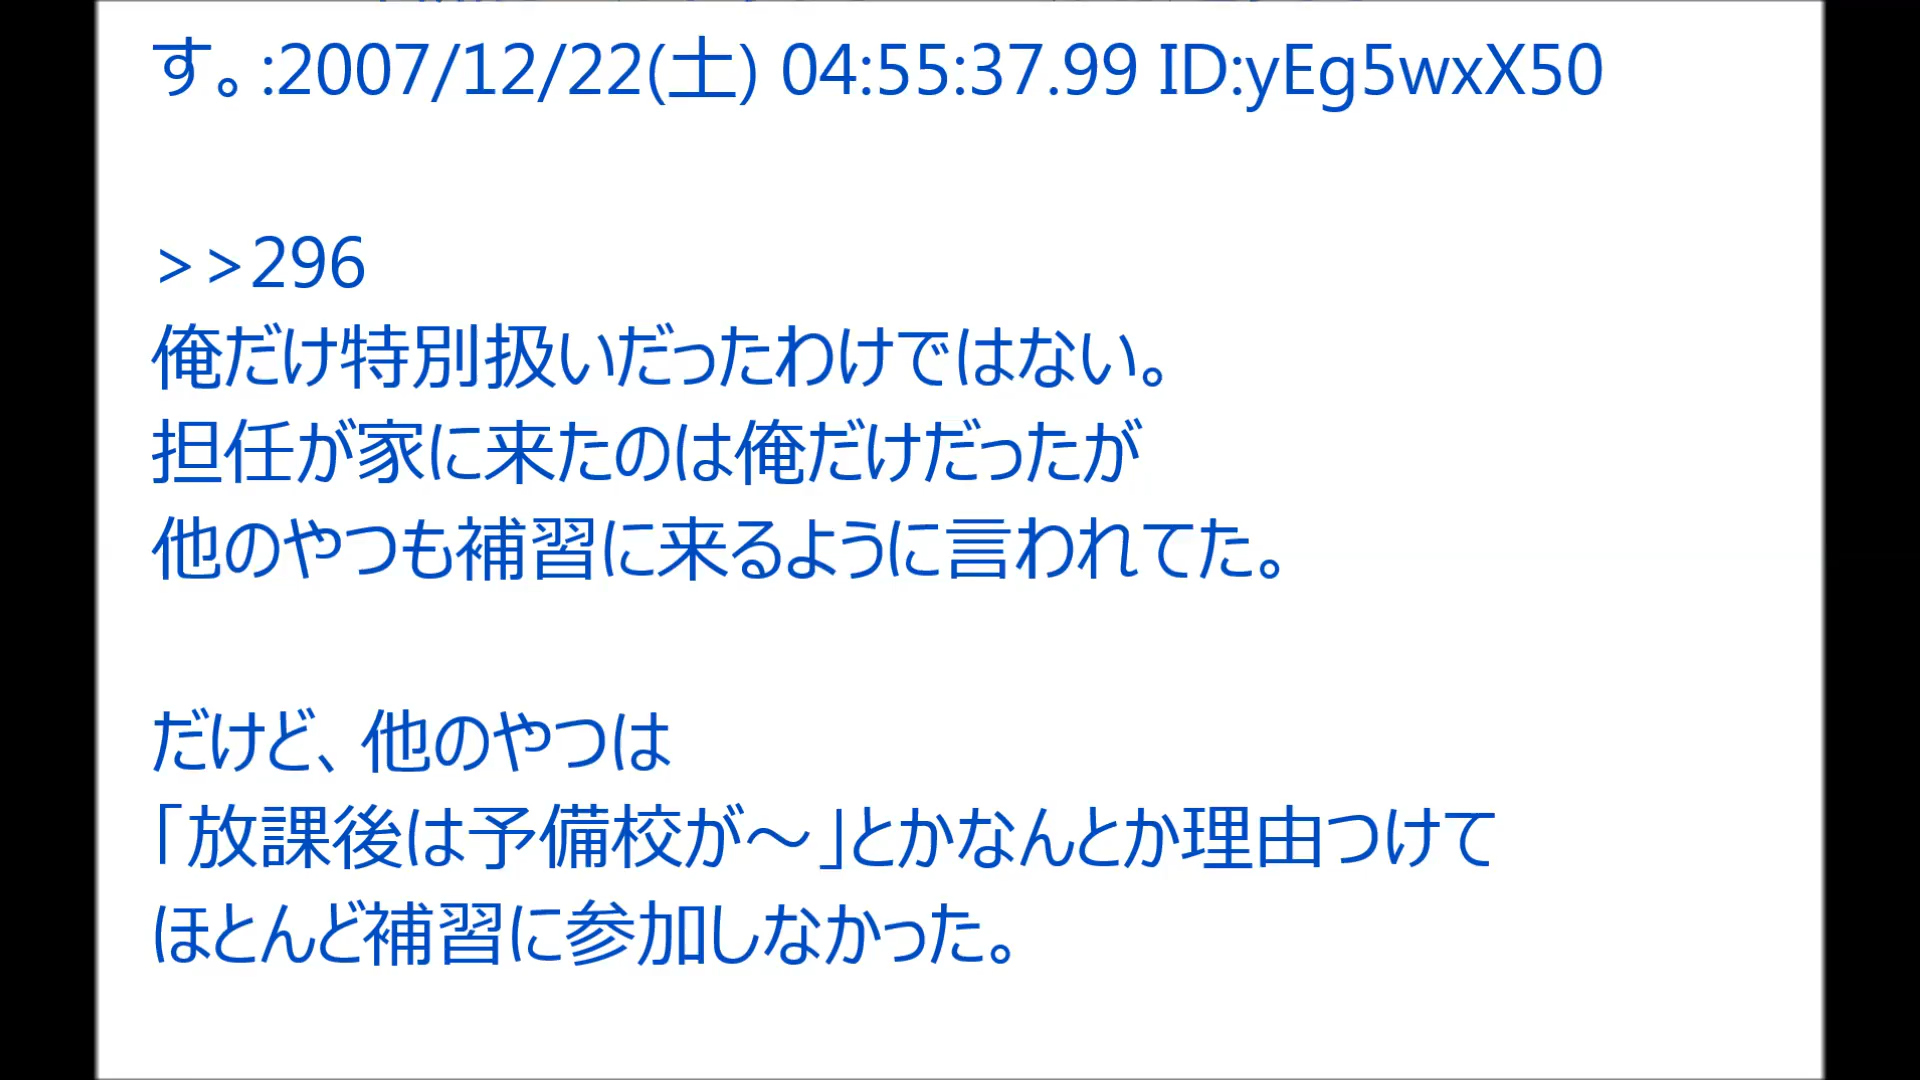 す。:2007/12/22(土) 04:55:37.99 ID:yEg5wxX50
>>296
俺だけ特別扱いだったわけではない。
担任が家に来たのは俺だけだったが
他のやつも補習に来るように言われてた。
だけど、他のやつは
「放課後は予備校が～」とかなんとか理由つけて
ほとんど補習に参加しなかった。